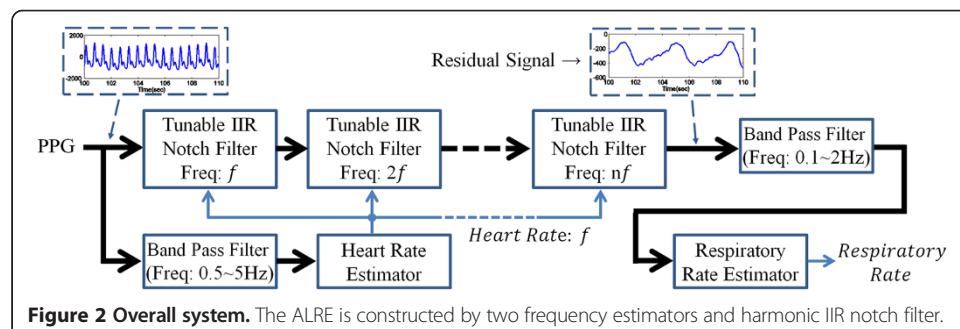 2000
0
-2000
100 102 104 106 108 110
Time(sec)
Residual Signal →
0
-200
-400
-600
100 102 104 106 108 110
Time(sec)
PPG
Tunable IIR
Notch Filter
Freq: f
Tunable IIR
Notch Filter
Freq: 2f
Tunable IIR
Notch Filter
Freq: nf
Band Pass Filter
(Freq: 0.1~2Hz)
Heart Rate: f
Band Pass Filter
(Freq: 0.5~5Hz)
Heart Rate
Estimator
Respiratory
Rate Estimator
Respiratory
Rate
Figure 2 Overall system. The ALRE is constructed by two frequency estimators and harmonic IIR notch filter.